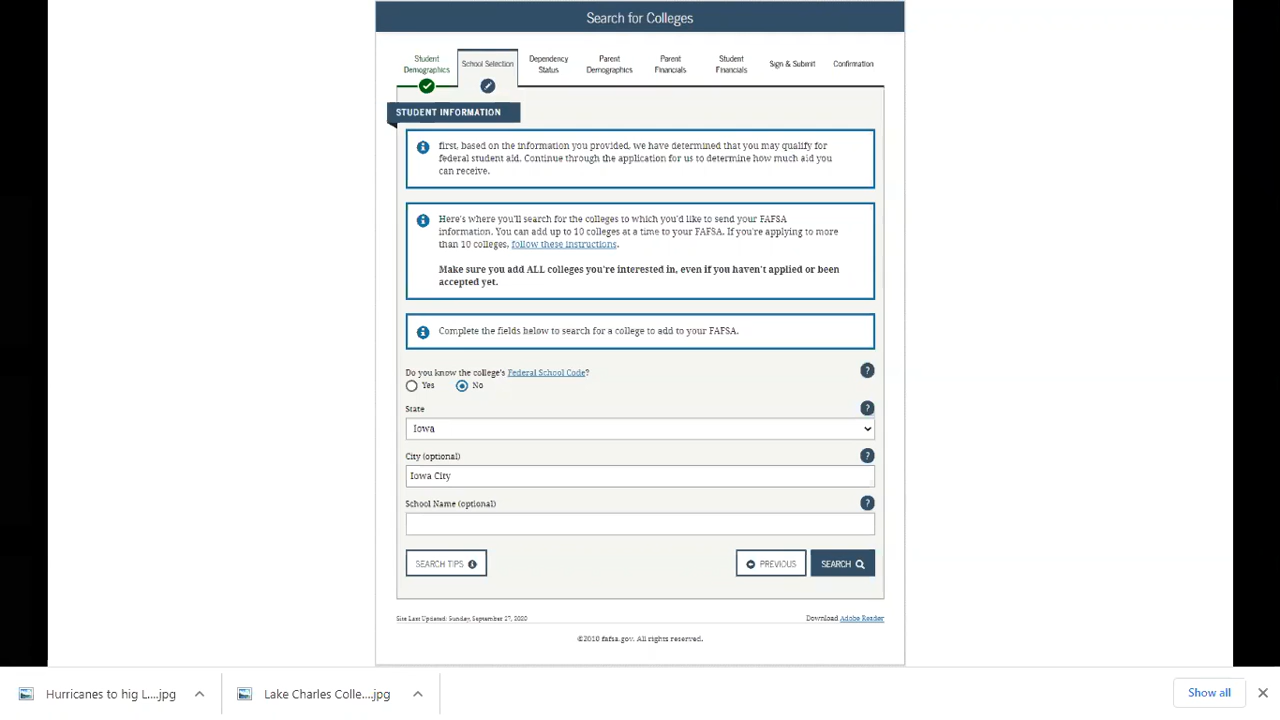 Search for Colleges
Student
Demographics
School Selection
Dependency
Status
Parent
Demographics
Parent
Financials
Student
Financials
Sign & Submit
Confirmation
STUDENT INFORMATION
first, based on the information you provided, we have determined that you may qualify for
federal student aid. Continue through the application for us to determine how much aid you
can receive.
Here's where you'll search for the colleges to which you'd like to send your FAFSA
information. You can add up to 10 colleges at a time to your FAFSA. If you're applying to more
than 10 colleges, follow these instructions.
Make sure you add ALL colleges you're interested in, even if you haven't applied or been
accepted yet.
Complete the fields below to search for a college to add to your FAFSA.
Do you know the college's Federal School Code?
Yes No
State
Iowa
City (optional)
Iowa City
School Name (optional)
SEARCH TIPS
PREVIOUS
SEARCH
Site Last Updated: Sunday, September 27, 2020
Download Adobe Reader
©2010 fafsa.gov. All rights reserved.
Hurricanes to hig L....jpg
Lake Charles Colle....jpg
Show all